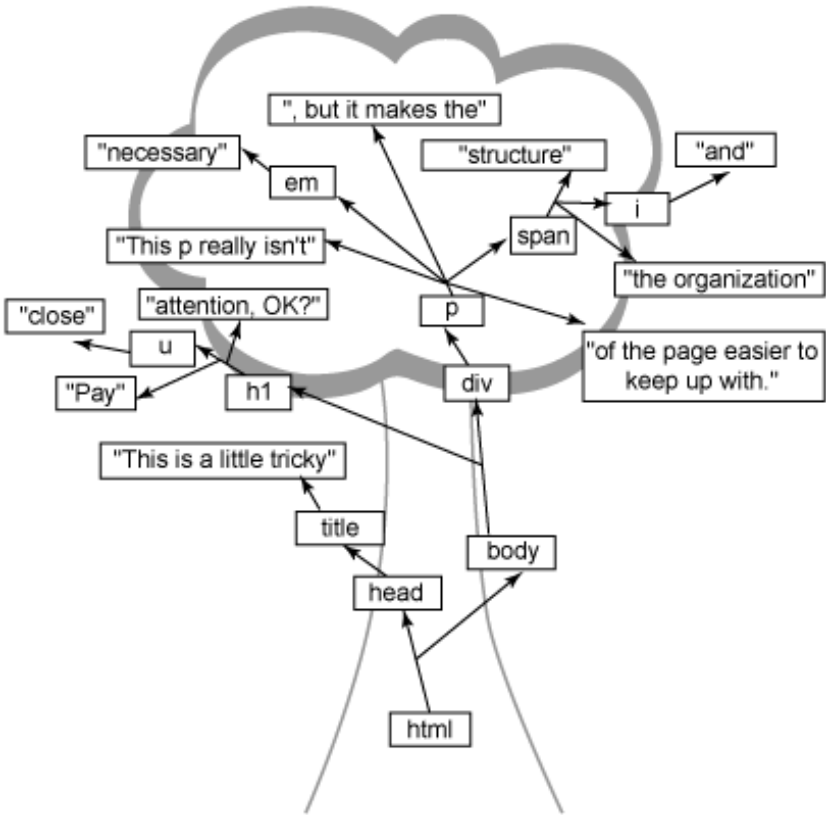 ", but it makes the"
"necessary"
"structure"
"and"
em
i
"This p really isn't"
span
"the organization"
"attention, OK?"
"close"
p
u
"of the page easier to
keep up with."
"Pay"
h1
div
"This is a little tricky"
title
body
head
html